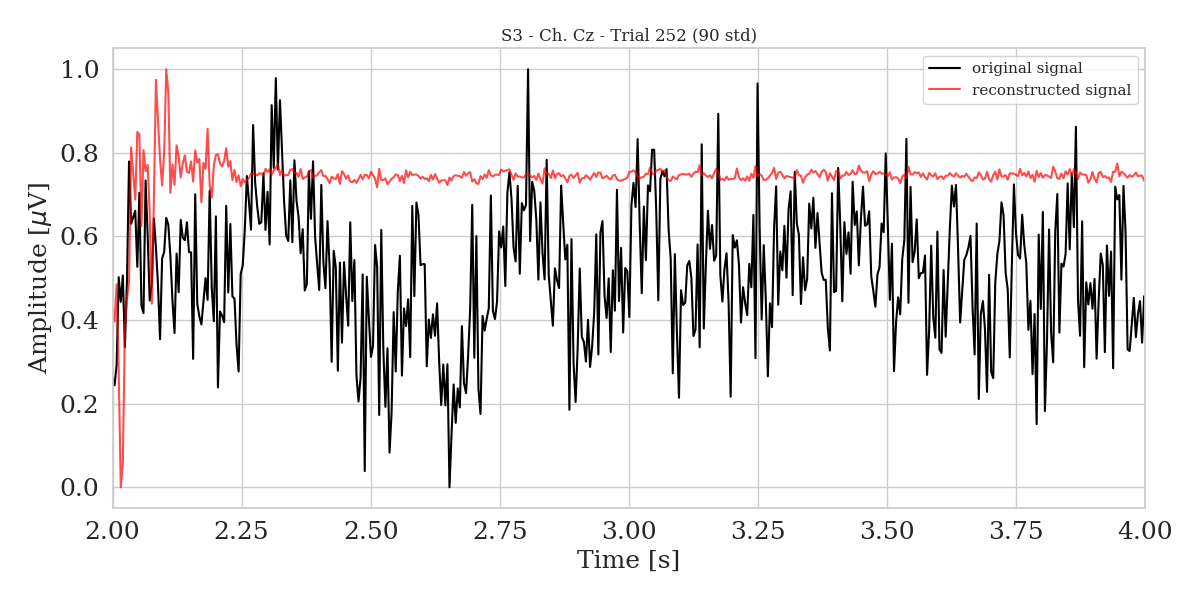 S3 - Ch. Cz - Trial 252 (90 std)
original signal
reconstructed signal
Amplitude [μV]
1.0
0.8
0.6
0.4
0.2
0.0
2.00 2.25 2.50 2.75 3.00 3.25 3.50 3.75 4.00
Time [s]